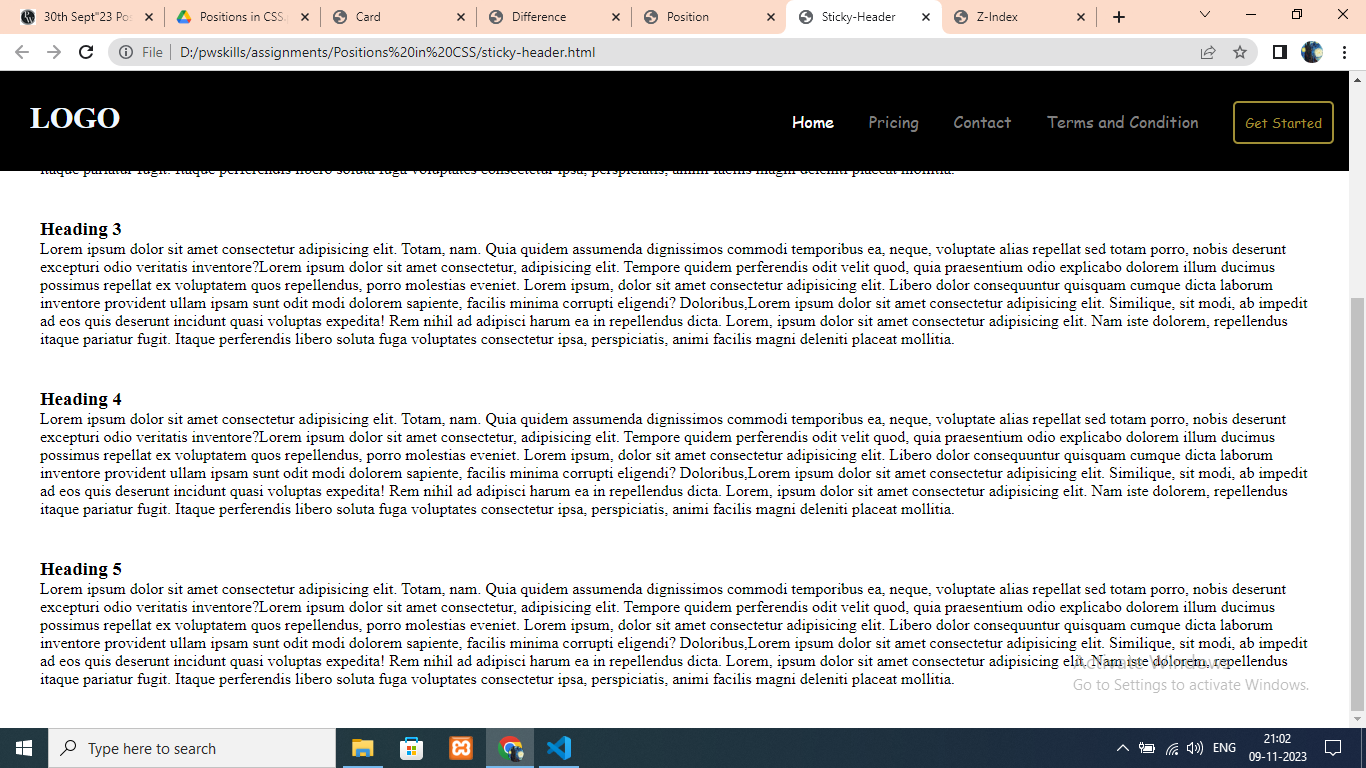 30th Sept"23 Pos
Positions in CSS.
Card
Difference
Position
Sticky-Header
Z-Index
File
D:/pwskills/assignments/Positions%20in%20CSS/sticky-header.html
LOGO
Home
Pricing
Contact
Terms and Condition
Get Started
itaque pariatur fugit. Itaque perferendis libero soluta fuga voluptates consectetur ipsa, perspiciatis, animi facilis magni deleniti placeat mollitia.
Heading 3
Lorem ipsum dolor sit amet consectetur adipisicing elit. Totam, nam. Quia quidem assumenda dignissimos commodi temporibus ea, neque, voluptate alias repellat sed totam porro, nobis deserunt
excepturi odio veritatis inventore?Lorem ipsum dolor sit amet consectetur, adipisicing elit. Tempore quidem perferendis odit velit quod, quia praesentium odio explicabo dolorem illum ducimus
possimus repellat ex voluptatem quos repellendus, porro molestias eveniet. Lorem ipsum, dolor sit amet consectetur adipisicing elit. Libero dolor consequuntur quisquam cumque dicta laborum
inventore provident ullam ipsam sunt odit modi dolorem sapiente, facilis minima corrupti eligendi? Doloribus,Lorem ipsum dolor sit amet consectetur adipisicing elit. Similique, sit modi, ab impedit
ad eos quis deserunt incidunt quasi voluptas expedita! Rem nihil ad adipisci harum ea in repellendus dicta. Lorem, ipsum dolor sit amet consectetur adipisicing elit. Nam iste dolorem, repellendus
itaque pariatur fugit. Itaque perferendis libero soluta fuga voluptates consectetur ipsa, perspiciatis, animi facilis magni deleniti placeat mollitia.
Heading 4
Lorem ipsum dolor sit amet consectetur adipisicing elit. Totam, nam. Quia quidem assumenda dignissimos commodi temporibus ea, neque, voluptate alias repellat sed totam porro, nobis deserunt
excepturi odio veritatis inventore?Lorem ipsum dolor sit amet consectetur, adipisicing elit. Tempore quidem perferendis odit velit quod, quia praesentium odio explicabo dolorem illum ducimus
possimus repellat ex voluptatem quos repellendus, porro molestias eveniet. Lorem ipsum, dolor sit amet consectetur adipisicing elit. Libero dolor consequuntur quisquam cumque dicta laborum
inventore provident ullam ipsam sunt odit modi dolorem sapiente, facilis minima corrupti eligendi? Doloribus,Lorem ipsum dolor sit amet consectetur adipisicing elit. Similique, sit modi, ab impedit
ad eos quis deserunt incidunt quasi voluptas expedita! Rem nihil ad adipisci harum ea in repellendus dicta. Lorem, ipsum dolor sit amet consectetur adipisicing elit. Nam iste dolorem, repellendus
itaque pariatur fugit. Itaque perferendis libero soluta fuga voluptates consectetur ipsa, perspiciatis, animi facilis magni deleniti placeat mollitia.
Heading 5
Lorem ipsum dolor sit amet consectetur adipisicing elit. Totam, nam. Quia quidem assumenda dignissimos commodi temporibus ea, neque, voluptate alias repellat sed totam porro, nobis deserunt
excepturi odio veritatis inventore?Lorem ipsum dolor sit amet consectetur, adipisicing elit. Tempore quidem perferendis odit velit quod, quia praesentium odio explicabo dolorem illum ducimus
possimus repellat ex voluptatem quos repellendus, porro molestias eveniet. Lorem ipsum, dolor sit amet consectetur adipisicing elit. Libero dolor consequuntur quisquam cumque dicta laborum
inventore provident ullam ipsam sunt odit modi dolorem sapiente, facilis minima corrupti eligendi? Doloribus,Lorem ipsum dolor sit amet consectetur adipisicing elit. Similique, sit modi, ab impedit
ad eos quis deserunt incidunt quasi voluptas expedita! Rem nihil ad adipisci harum ea in repellendus dicta. Lorem, ipsum dolor sit amet consectetur adipisicing elit. Nam iste dolorem, repellendus
itaque pariatur fugit. Itaque perferendis libero soluta fuga voluptates consectetur ipsa, perspiciatis, animi facilis magni deleniti placeat mollitia.
Activate Windows
Go to Settings to activate Windows.
Type here to search
ENG
21:02
09-11-2023